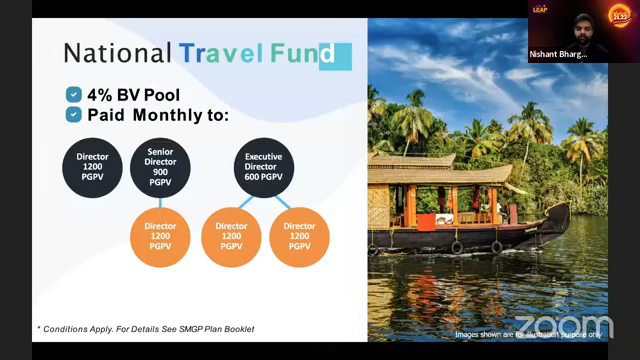 LEAP
2L22
Nishant Bharg...
National Travel Fund
4% BV Pool
Paid Monthly to:
Director
1200
PGPV
Senior
Director
900
PGPV
Executive
Director
600 PGPV
Director
1200
PGPV
Director
1200
PGPV
Director
1200
PGPV
* Conditions Apply. For Details See SMGP Plan Booklet
Images shown are for illustration purpose only
zoom